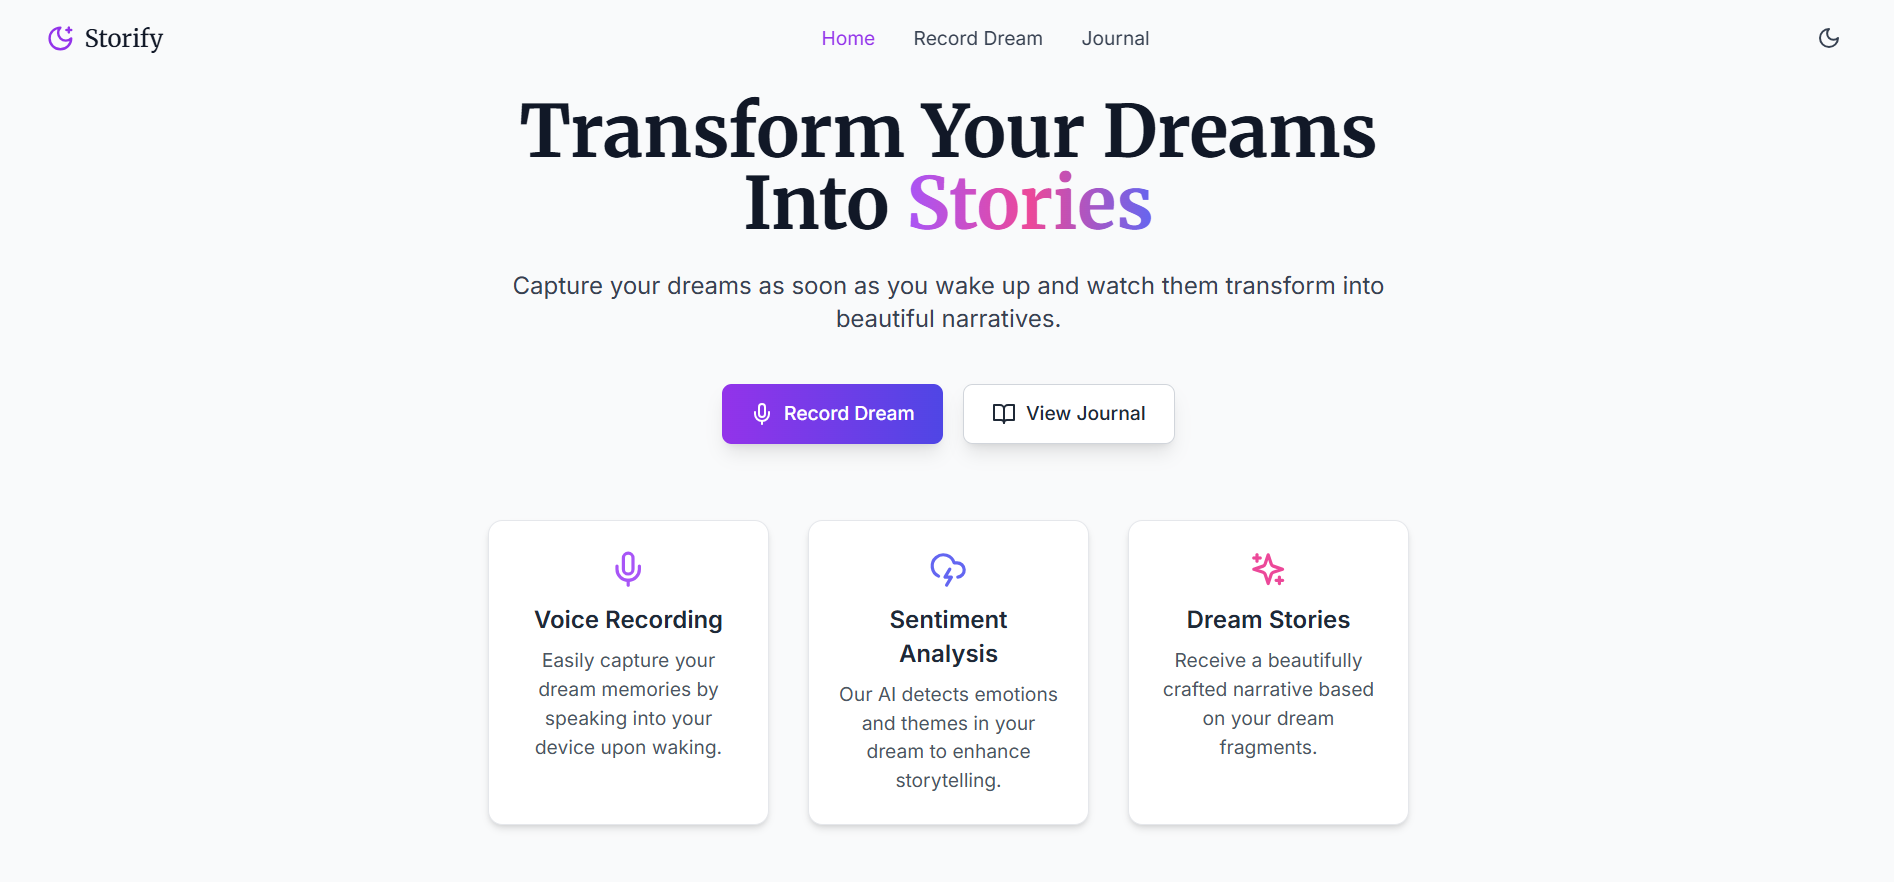 Storify
Home
Record Dream
Journal
Transform Your Dreams
Into Stories
Capture your dreams as soon as you wake up and watch them transform into
beautiful narratives.
Record Dream
View Journal
Voice Recording
Easily capture your
dream memories by
speaking into your
device upon waking.
Sentiment
Analysis
Our AI detects emotions
and themes in your
dream to enhance
storytelling.
Dream Stories
Receive a beautifully
crafted narrative based
on your dream
fragments.